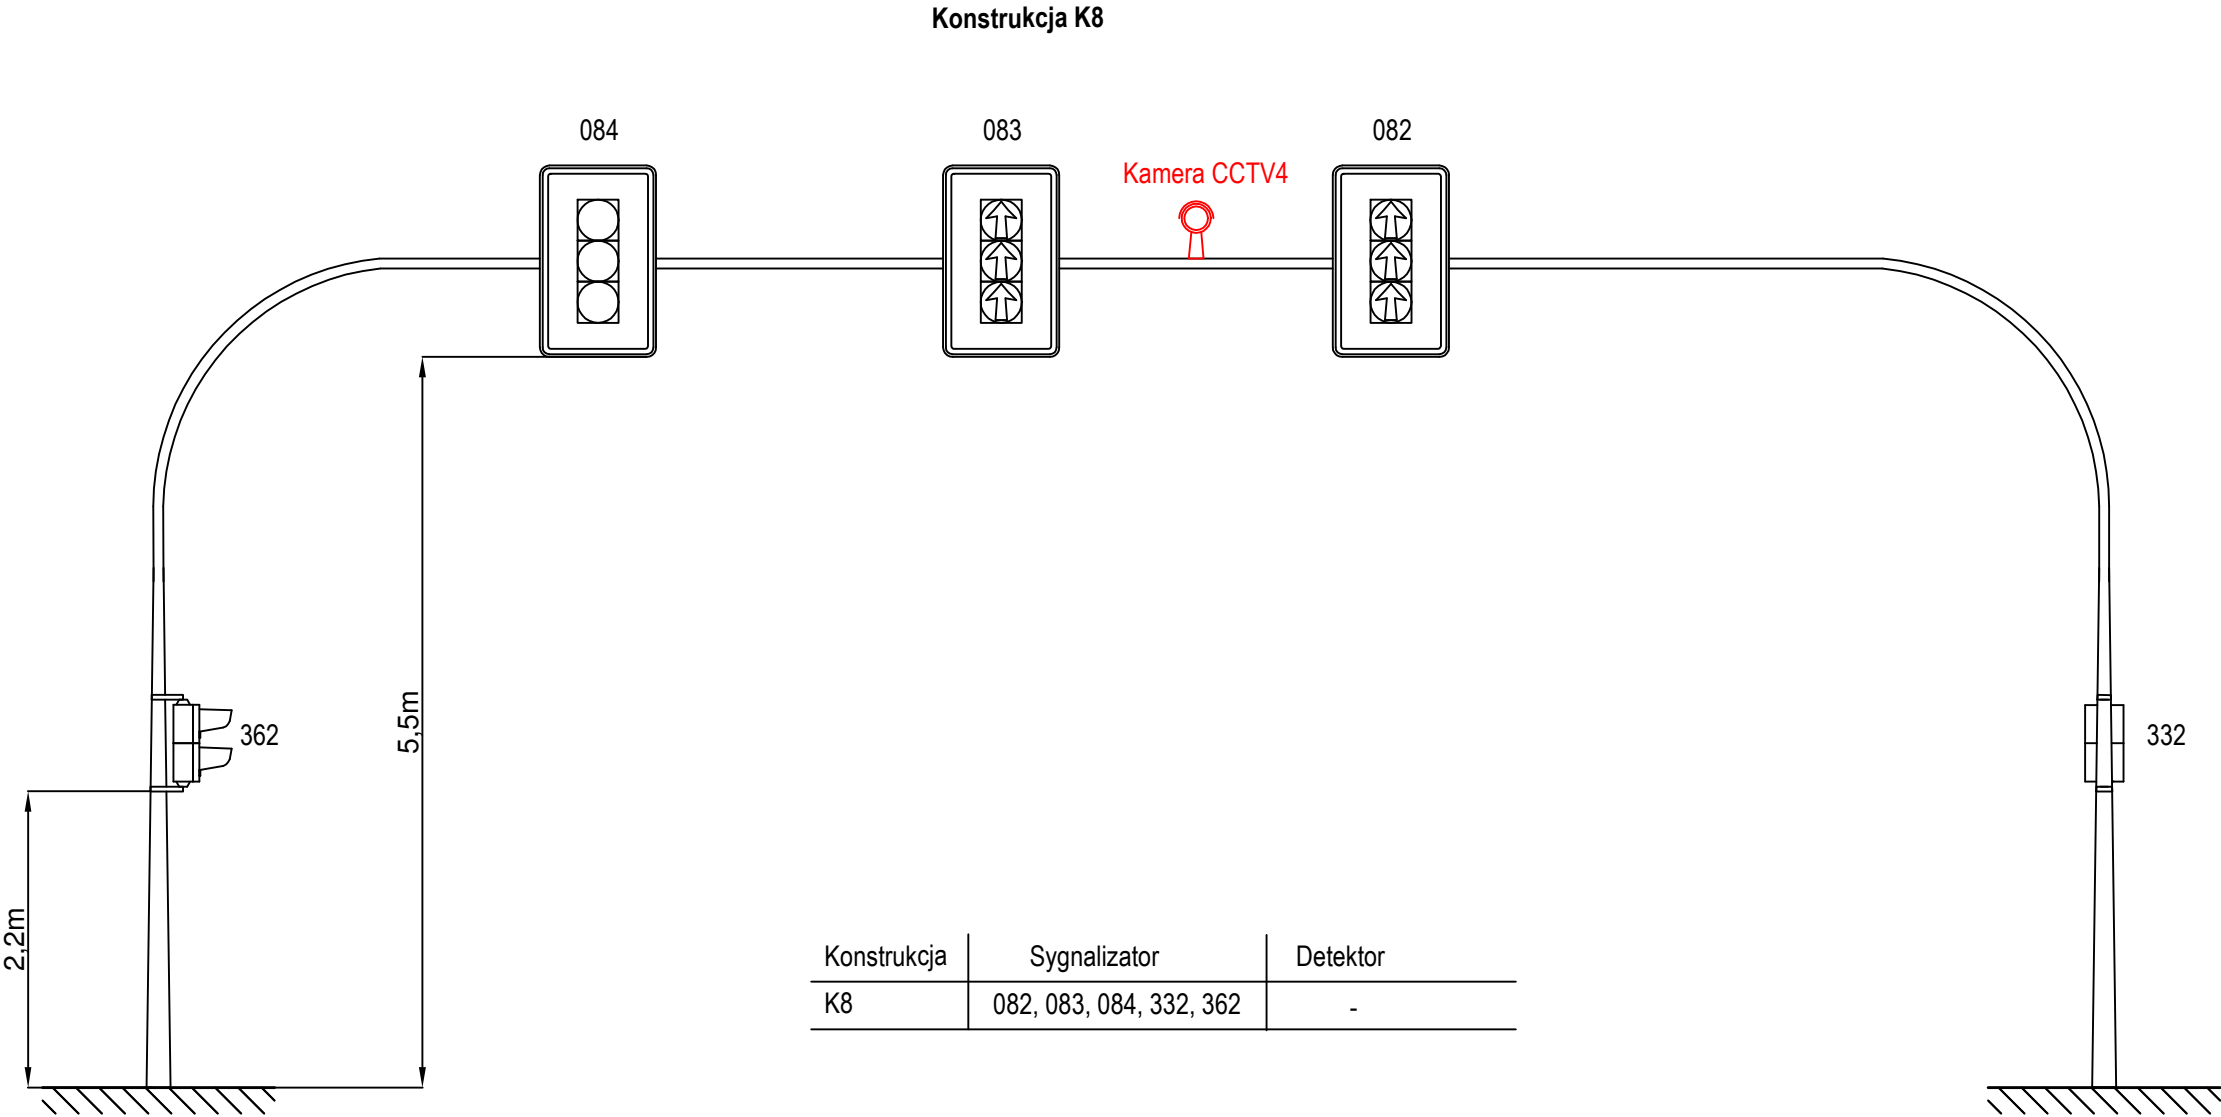 Konstrukcja K8
084
083
082
Kamera CCTV4
5,5m
362
332
2,2m
Konstrukcja Sygnalizator Detektor
K8 082, 083, 084, 332, 362 -